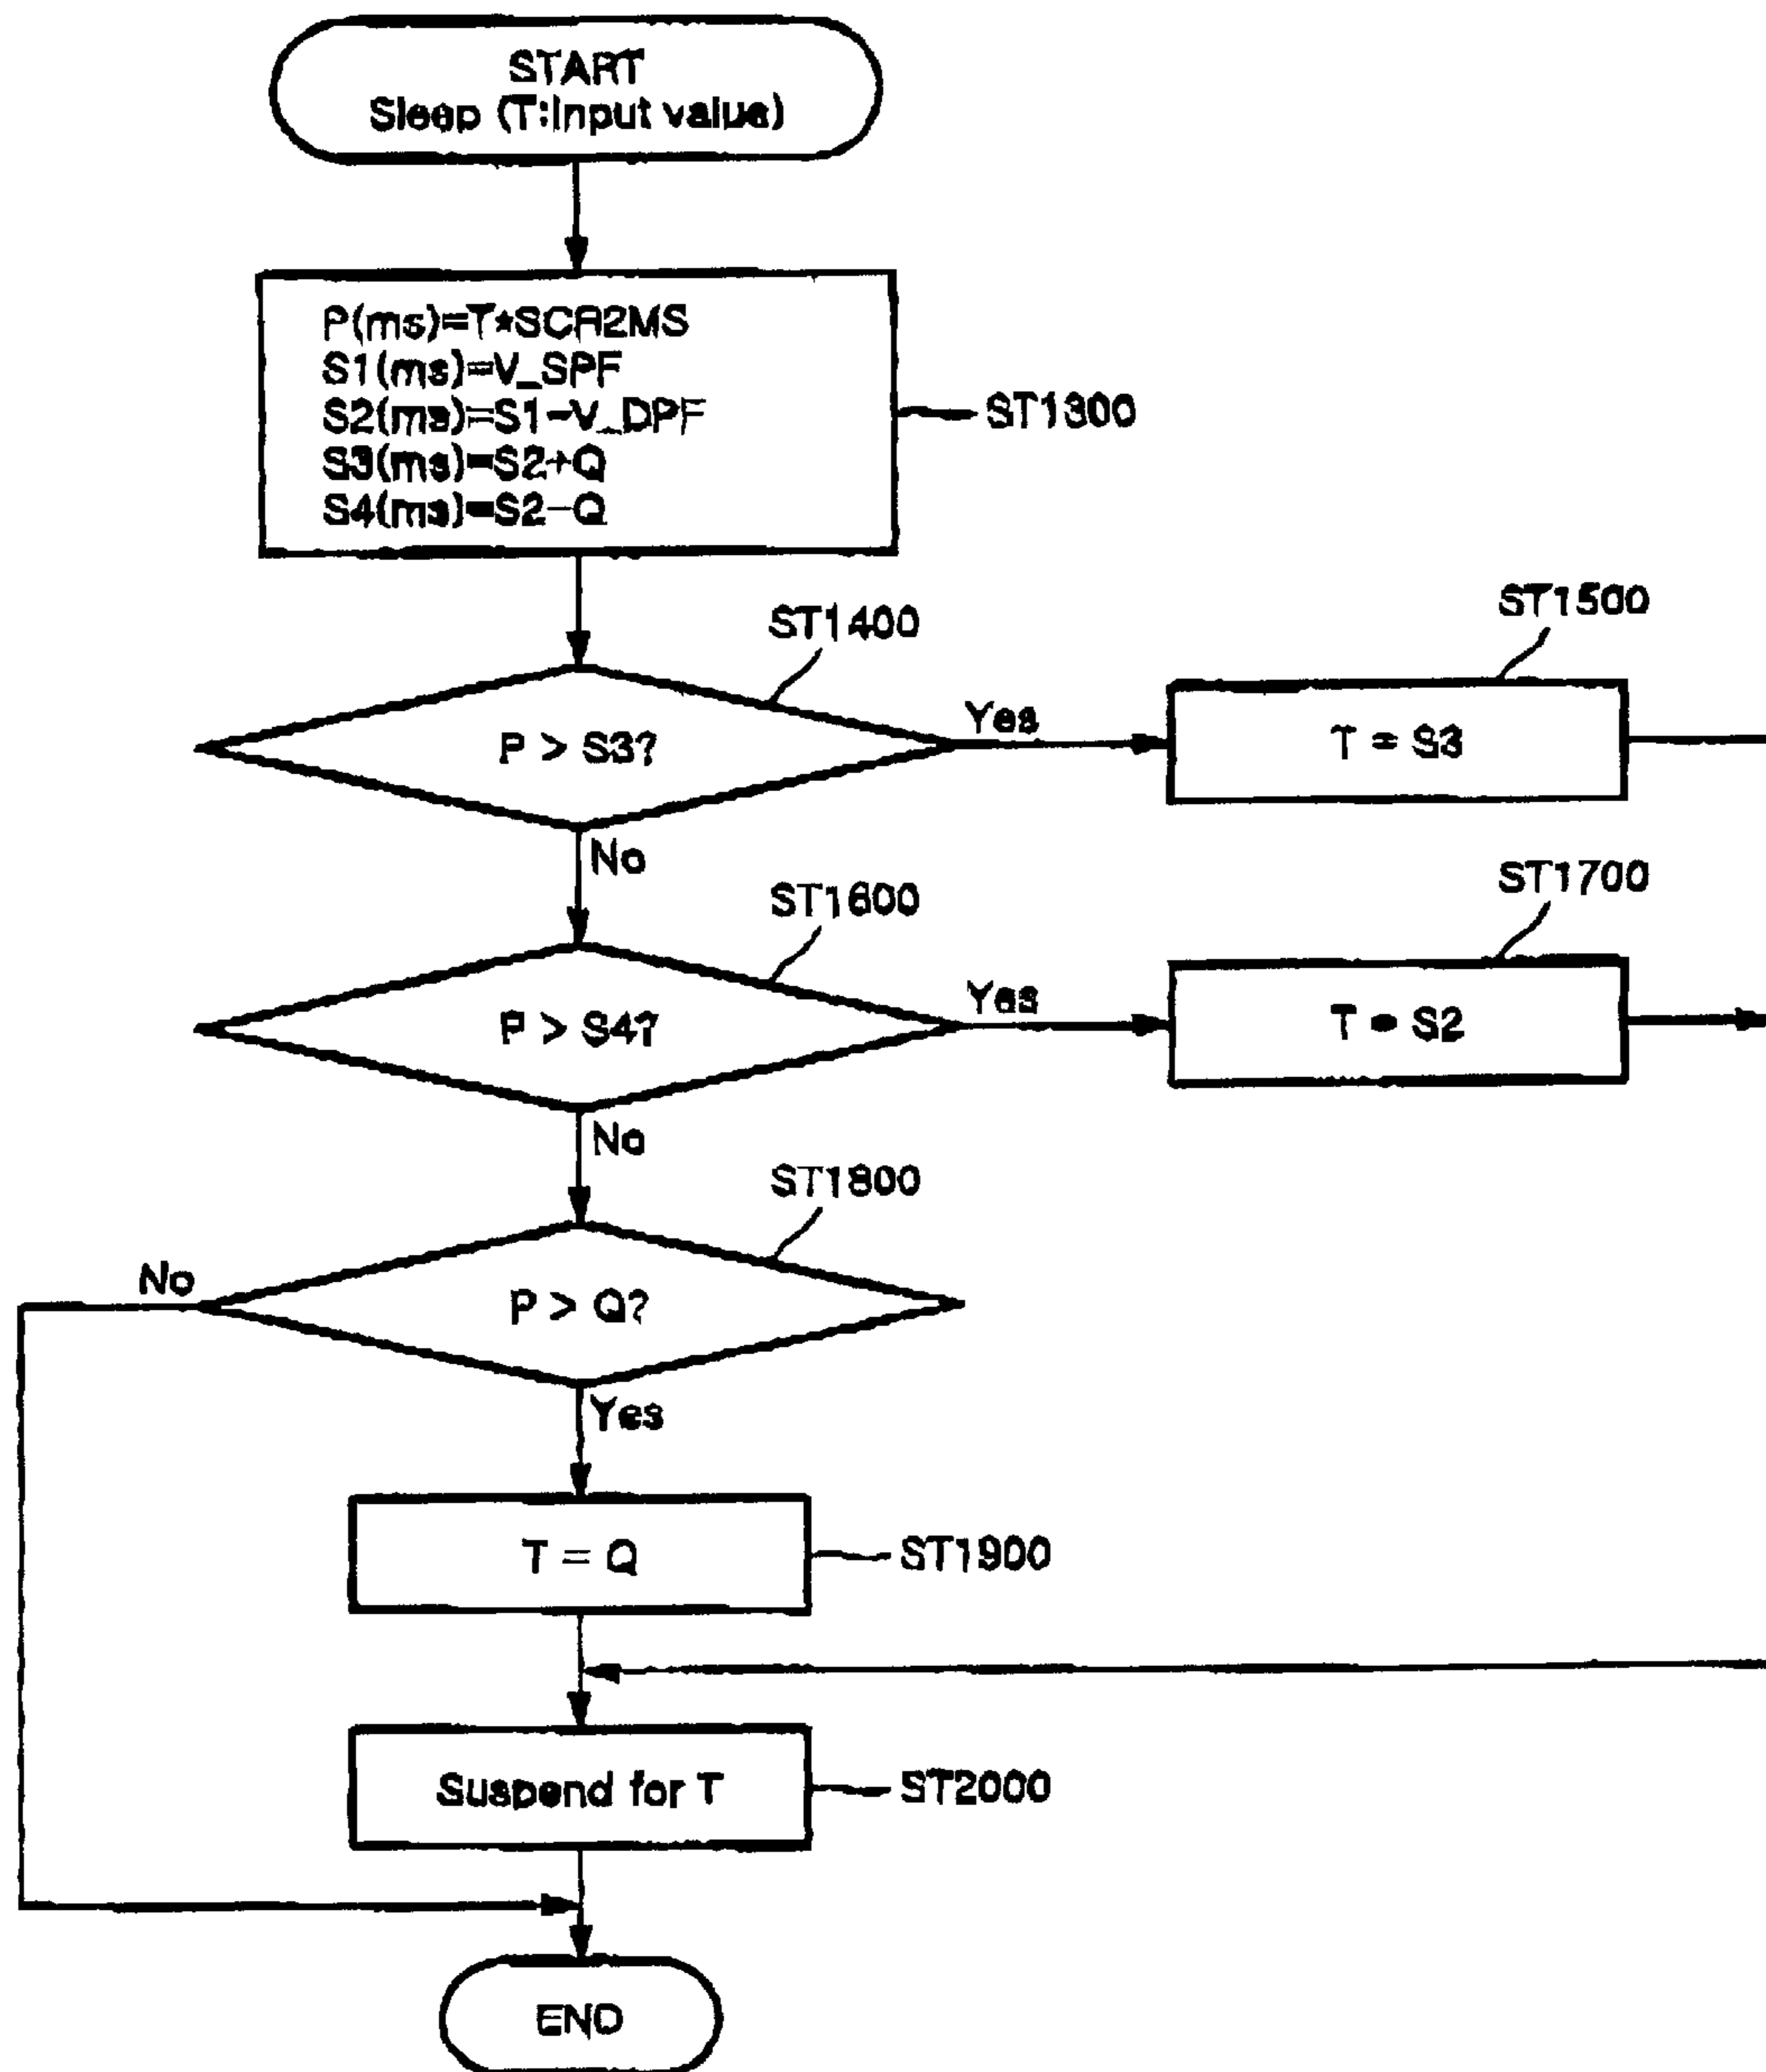 START
Sleep (T:Input value)
P(ms)=T*SCA2MS
S1(ms)=V_SPF
S2(ms)=S1-V_DPF
S3(ms)=S2+Q
S4(ms)=S2-Q
ST1300
ST1400
P > S3?
Yes
ST1500
T = S3
No
ST1600
P > S4?
Yes
ST1700
T = S2
No
ST1800
P > Q?
No
Yes
T = Q
ST1900
Suspend for T
ST2000
END